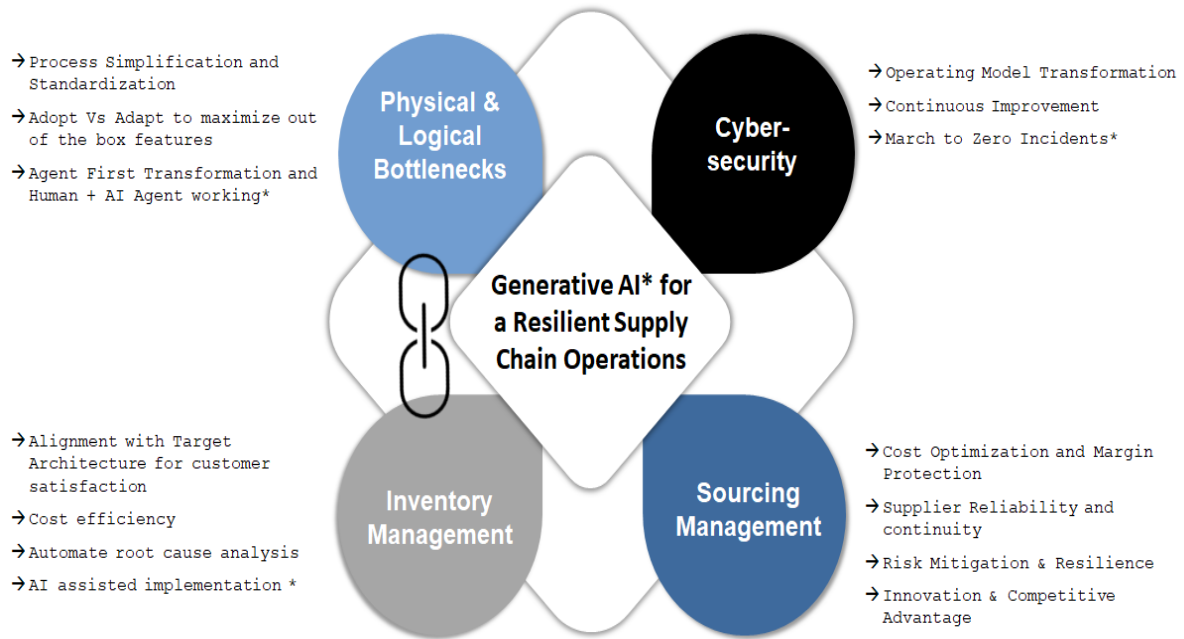 →Process Simplification and
Standardization
→Adopt Vs Adapt to maximize out
of the box features
→Agent First Transformation and
Human + AI Agent working*
Physical &
Logical
Bottlenecks
Cyber-
security
→Operating Model Transformation
→Continuous Improvement
→March to Zero Incidents*
Generative AI* for
a Resilient Supply
Chain Operations
→Alignment with Target
Architecture for customer
satisfaction
→Cost efficiency
→Automate root cause analysis
→AI assisted implementation *
Inventory
Management
Sourcing
Management
→Cost Optimization and Margin
Protection
→Supplier Reliability and
continuity
→Risk Mitigation & Resilience
→Innovation & Competitive
Advantage